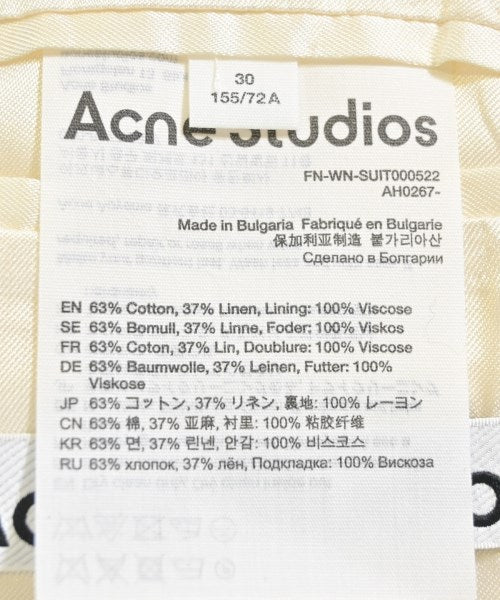 30
155/72A
Acne Studios
FN-WN-SUIT000522
AH0267-
Made in Bulgaria Fabriqué en Bulgarie
保加利亚制造 불가리아산
Сделано в Болгарии
EN 63% Cotton, 37% Linen, Lining: 100% Viscose
SE 63% Bomull, 37% Linne, Foder: 100% Viskos
FR 63% Coton, 37% Lin, Doublure: 100% Viscose
DE 63% Baumwolle, 37% Leinen, Futter: 100%
Viskose
JP 63% コットン, 37% リネン, 裏地: 100% レーヨン
CN 63% 棉, 37% 亚麻, 衬里: 100% 粘胶纤维
KR 63% 면, 37% 린넨, 안감: 100% 비스코스
RU 63% хлопок, 37% лён, Подкладка: 100% Вискоза